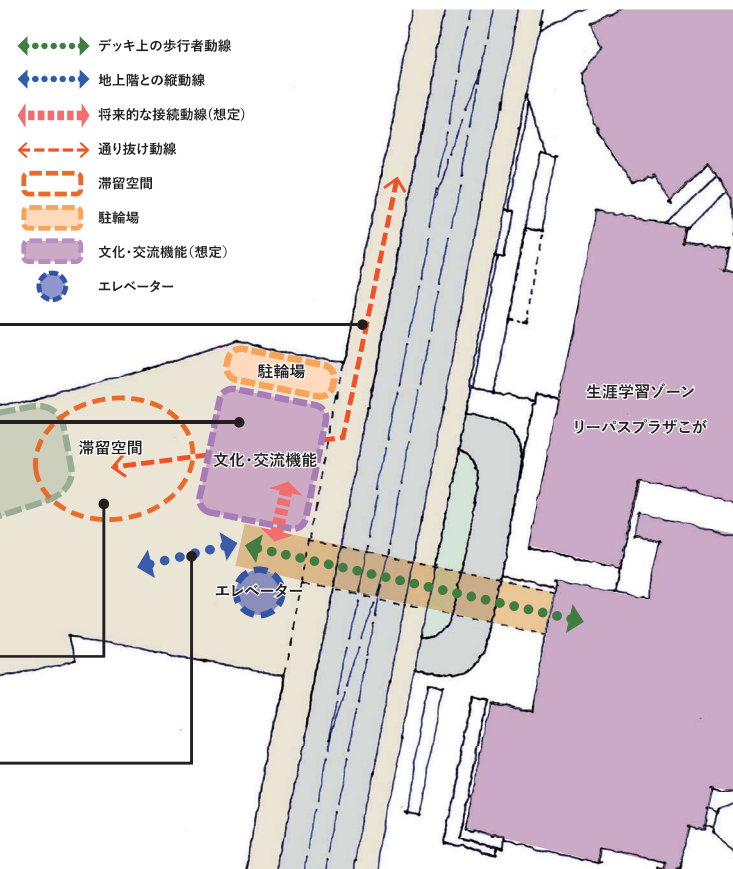 デッキ上の歩行者動線
地上階との縦動線
将来的な接続動線(想定)
通り抜け動線
滞留空間
駐輪場
文化・交流機能(想定)
エレベーター
駐輪場
生涯学習ゾーン
リーパスプラザこが
滞留空間
文化・交流機能
エレベーター